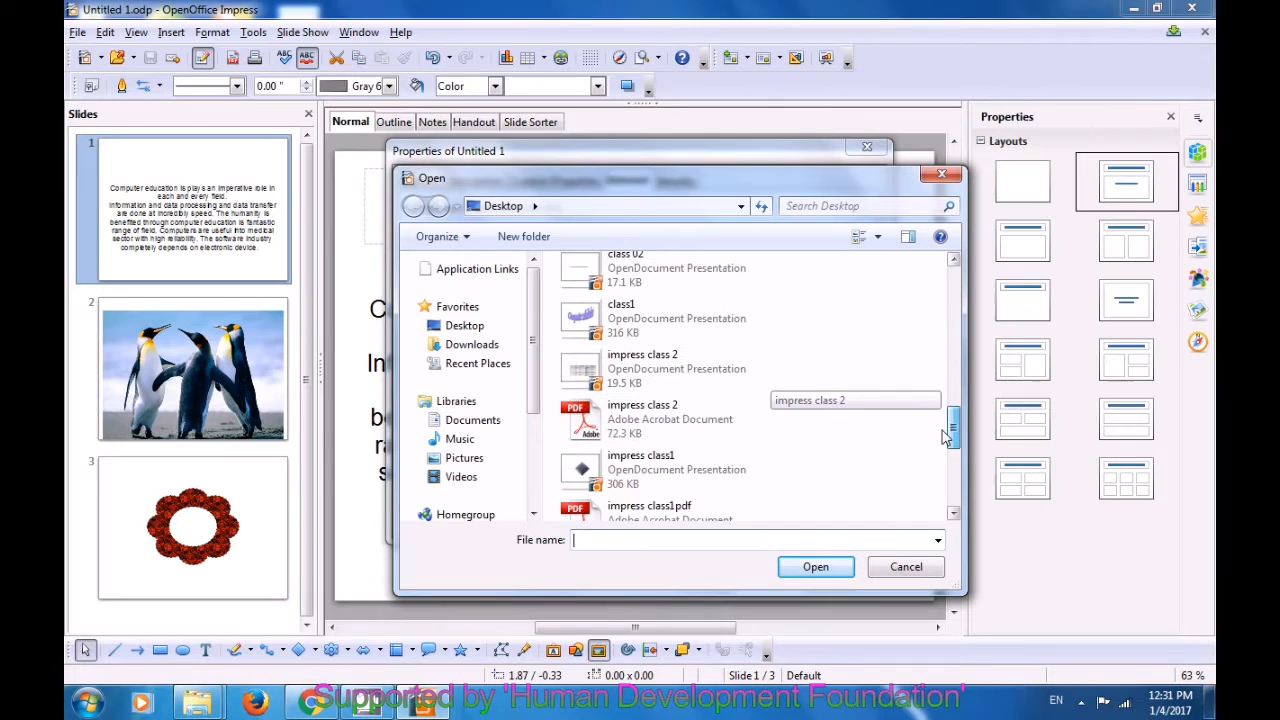 Untitled 1.odp - OpenOffice Impress
File Edit View Insert Format Tools Slide Show Window Help
0.00 " Gray 6 Color
Slides
Normal Outline Notes Handout Slide Sorter
Properties
Layouts
1
Computer education is plays an imperative role in
each and every field.
Information and data processing and data transfer
are done at incredibly speed. The humanity is
benefited through computer education is fantastic
range of field. Computers are useful into medical
sector with high reliability. The software industry
completely depends on electronic device.
2
3
Properties of Untitled 1
Open
Desktop
Search Desktop
Organize New folder
Application Links
Favorites
Desktop
Downloads
Recent Places
Libraries
Documents
Music
Pictures
Videos
Homegroup
class 02
OpenDocument Presentation
17.1 KB
class1
OpenDocument Presentation
316 KB
impress class 2
OpenDocument Presentation
19.5 KB
impress class 2
PDF
Adobe
Adobe Acrobat Document
72.3 KB
impress class1
OpenDocument Presentation
306 KB
impress class1pdf
PDF
Adobe Acrobat Document
impress class 2
File name:
Open Cancel
1.87 / -0.33 0.00 x 0.00 Slide 1 / 3 Default 63 %
EN 12:31 PM
1/4/2017
Supported by 'Human Development Foundation'